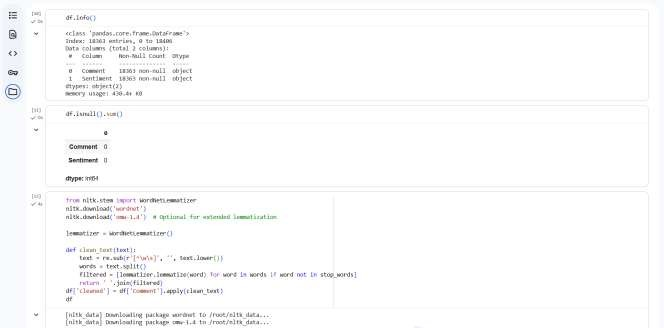 [30]
df.info()
<class 'pandas.core.frame.DataFrame'>
Index: 18363 entries, 0 to 18406
Data columns (total 2 columns):
 #   Column     Non-Null Count  Dtype
---  ------     --------------  -----
 0   Comment    18363 non-null  object
 1   Sentiment  18363 non-null  object
dtypes: object(2)
memory usage: 430.4+ KB
[31]
df.isnull().sum()
0
Comment 0
Sentiment 0
dtype: int64
from nltk.stem import WordNetLemmatizer
nltk.download('wordnet')
nltk.download('omw-1.4')  # Optional for extended lemmatization
lemmatizer = WordNetLemmatizer()
def clean_text(text):
    text = re.sub(r'[^\w\s]', '', text.lower())
    words = text.split()
    filtered = [lemmatizer.lemmatize(word) for word in words if word not in stop_words]
    return ' '.join(filtered)
df['cleaned'] = df['Comment'].apply(clean_text)
df
[nltk_data] Downloading package wordnet to /root/nltk_data...
[nltk_data] Downloading package omw-1.4 to /root/nltk_data...